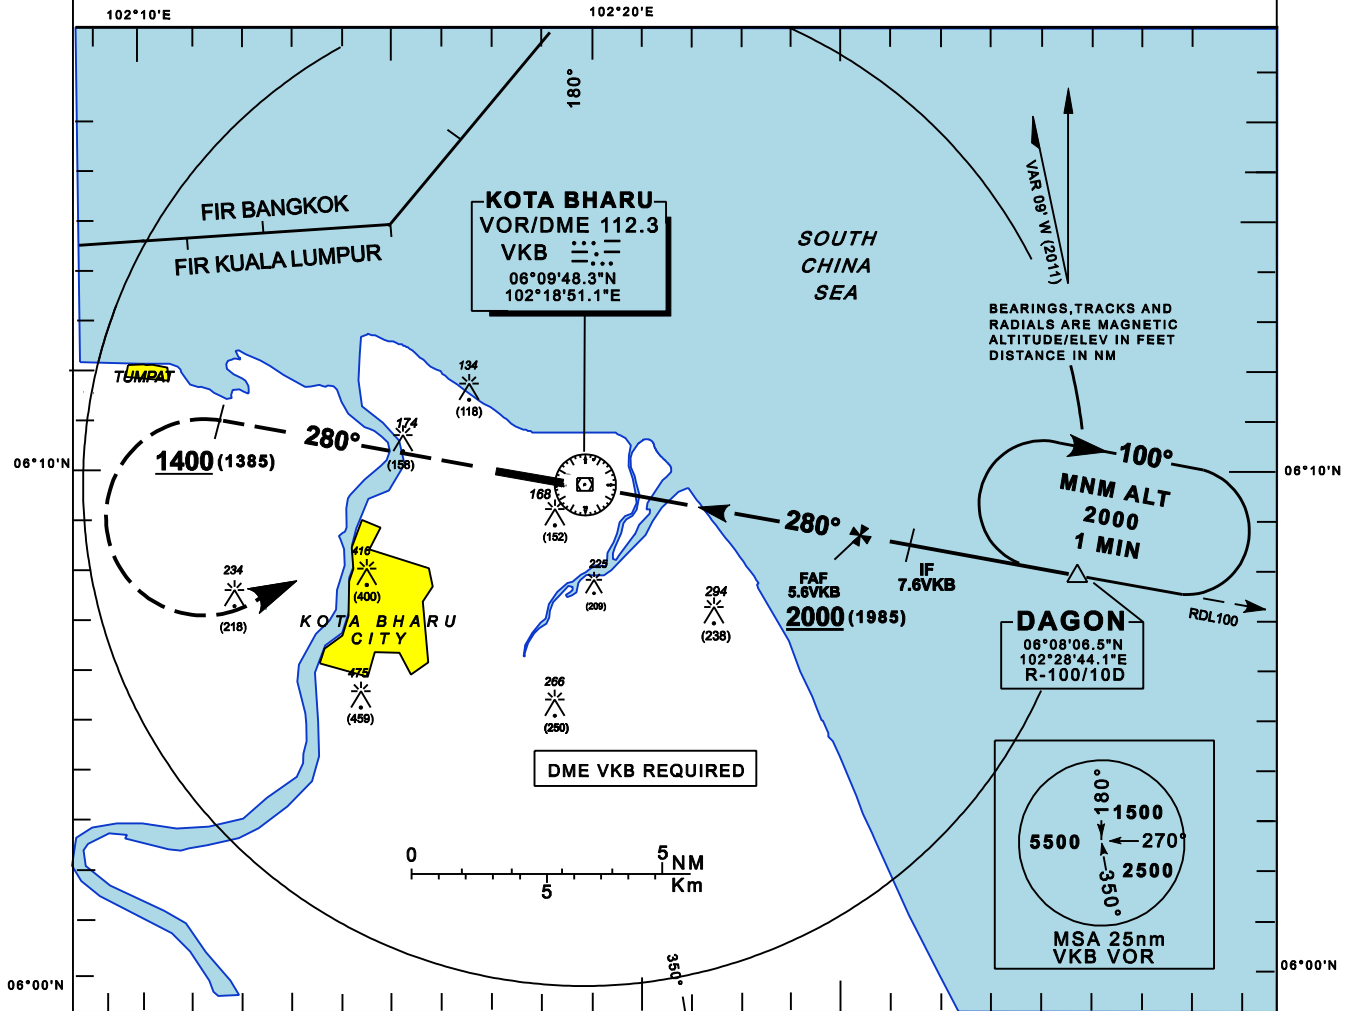 102°10'E
102°20'E
180°
FIR BANGKOK
FIR KUALA LUMPUR
KOTA BHARU
VOR/DME 112.3
VKB
06°09'48.3"N
102°18'51.1"E
SOUTH
CHINA
SEA
VAR 09' W (2011)
BEARINGS,TRACKS AND
RADIALS ARE MAGNETIC
ALTITUDE/ELEV IN FEET
DISTANCE IN NM
TUMPAT
134
(118)
174
(158)
280°
1400 (1385)
06°10'N
06°10'N
100°
MNM ALT
2000
1 MIN
168
(152)
280°
FAF
5.6VKB
2000 (1985)
IF
7.6VKB
RDL100
416
(400)
234
(218)
225
(209)
294
(238)
KOTA BHARU
CITY
475
(459)
266
(250)
DAGON
06°08'06.5"N
102°28'44.1"E
R-100/10D
DME VKB REQUIRED
0
5
NM
5
Km
180°
1500
5500
270°
2500
350°
MSA 25nm
VKB VOR
350°
06°00'N
06°00'N